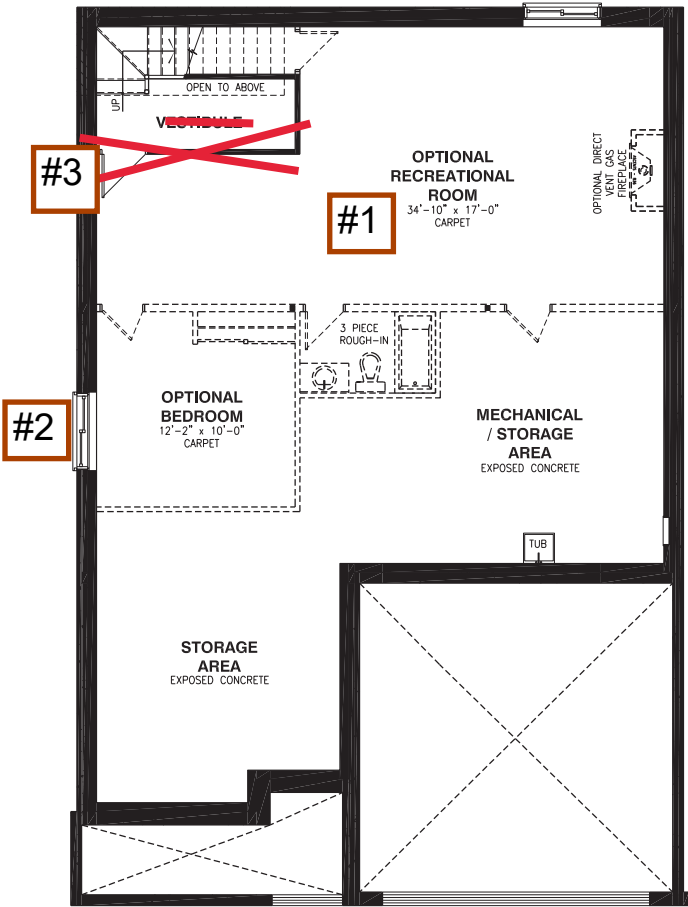 OPEN TO ABOVE
UP
VESTIBULE
#3
OPTIONAL
RECREATIONAL
ROOM
34'-10" x 17'-0"
CARPET
OPTIONAL DIRECT
VENT GAS
FIREPLACE
#1
3 PIECE
ROUGH-IN
OPTIONAL
BEDROOM
12'-2" x 10'-0"
CARPET
#2
MECHANICAL
/ STORAGE
AREA
EXPOSED CONCRETE
TUB
STORAGE
AREA
EXPOSED CONCRETE